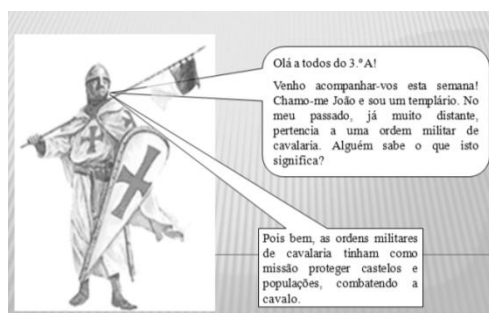 Olá a todos do 3.º A!
Venho acompanhar-vos esta semana!
Chamo-me João e sou um templário. No
meu passado, já muito distante,
pertencia a uma ordem militar de
cavalaria. Alguém sabe o que isto
significa?
Pois bem, as ordens militares
de cavalaria tinham como
missão proteger castelos e
populações, combatendo a
cavalo.